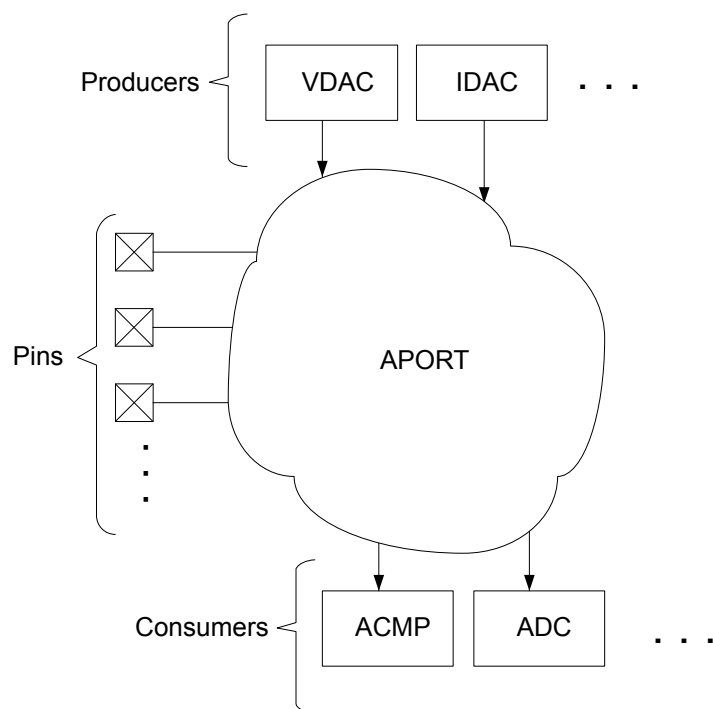 Producers
VDAC
IDAC
. . .
Pins
APORT
. . .
Consumers
ACMP
ADC
. . .